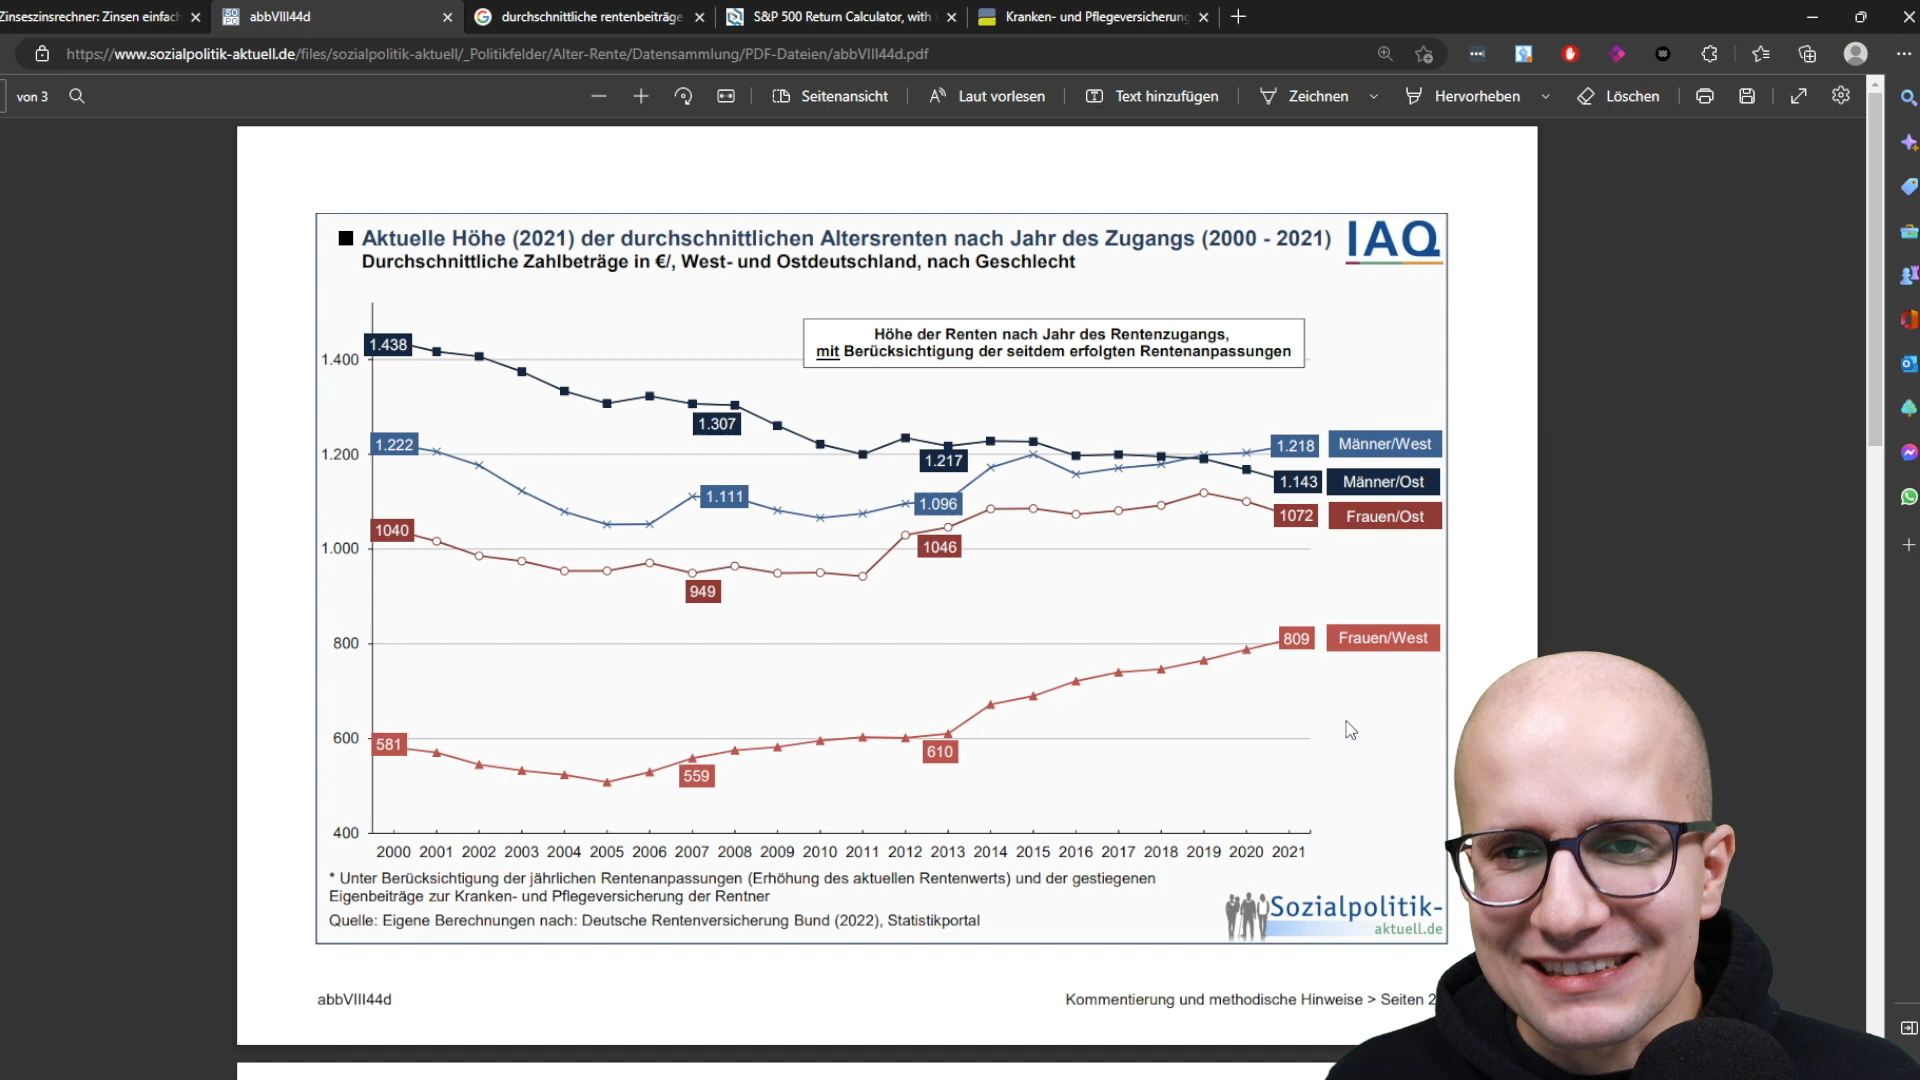 Zinseszinsrechner: Zinsen einfach
abbVIII44d
durchschnittliche rentenbeiträge
S&P 500 Return Calculator, with
Kranken- und Pflegeversicherung
https://www.sozialpolitik-aktuell.de/files/sozialpolitik-aktuell/_Politikfelder/Alter-Rente/Datensammlung/PDF-Dateien/abbVIII44d.pdf
von 3
Seitenansicht
Laut vorlesen
Text hinzufügen
Zeichnen
Hervorheben
Löschen
Aktuelle Höhe (2021) der durchschnittlichen Altersrenten nach Jahr des Zugangs (2000 - 2021)
IAQ
Durchschnittliche Zahlbeträge in €/, West- und Ostdeutschland, nach Geschlecht
Höhe der Renten nach Jahr des Rentenzugangs,
mit Berücksichtigung der seitdem erfolgten Rentenanpassungen
1.438
1.400
1.307
1.222
1.218 Männer/West
1.200
1.217
1.143 Männer/Ost
1.111
1.096
1072 Frauen/Ost
1040
1.000
1046
949
800
809 Frauen/West
600
581
610
559
400
2000 2001 2002 2003 2004 2005 2006 2007 2008 2009 2010 2011 2012 2013 2014 2015 2016 2017 2018 2019 2020 2021
* Unter Berücksichtigung der jährlichen Rentenanpassungen (Erhöhung des aktuellen Rentenwerts) und der gestiegenen
Eigenbeiträge zur Kranken- und Pflegeversicherung der Rentner
Quelle: Eigene Berechnungen nach: Deutsche Rentenversicherung Bund (2022), Statistikportal
Sozialpolitik-
aktuell.de
abbVIII44d
Kommentierung und methodische Hinweise > Seiten 2